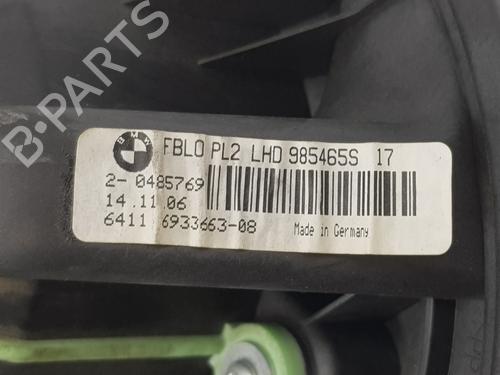 BMW
FBLO PL2 LHD 985465S 17
2- 0485769
14.11.06
6411 6933663-08 Made in Germany
B-PARTS